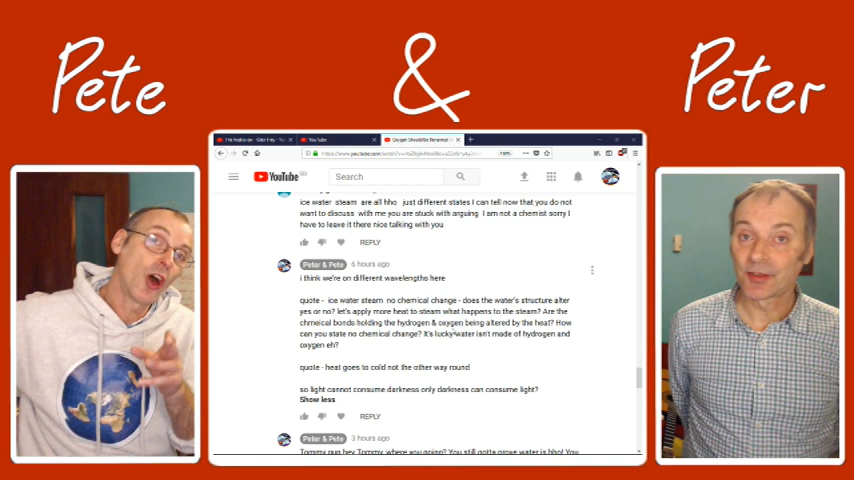 Pete & Peter
YouTube
YouTube
Search
ice water steam are all hho just different states I can tell now that you do not
want to discuss with me you are stuck with arguing I am not a chemist sorry I
have to leave it there nice talking with you
REPLY
Peter & Pete 6 hours ago
i think we're on different wavelengths here
quote - ice water steam no chemical change - does the water's structure alter
yes or no? let's apply more heat to steam what happens to the steam? Are the
chmeical bonds holding the hydrogen & oxygen being altered by the heat? How
can you state no chemical change? It's lucky water isn't made of hydrogen and
oxygen eh?
quote - heat goes to cold not the other way round
so light cannot consume darkness only darkness can consume light?
Show less
REPLY
Peter & Pete 3 hours ago